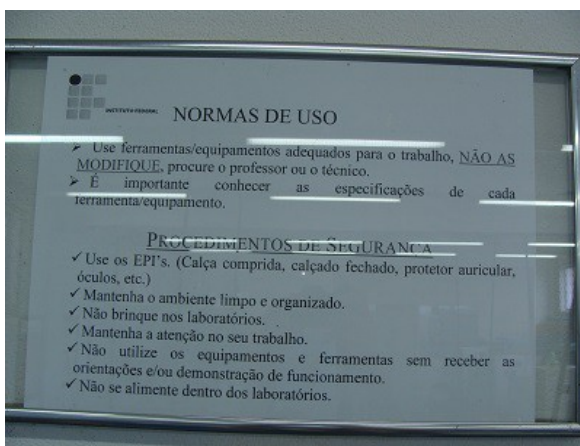 INSTITUTO FEDERAL
NORMAS DE USO
➤ Use ferramentas/equipamentos adequados para o trabalho, NÃO AS
MODIFIQUE, procure o professor ou o técnico.
➤ É importante conhecer as especificações de cada
ferramenta/equipamento.
PROCEDIMENTOS DE SEGURANÇA
✓ Use os EPI's. (Calça comprida, calçado fechado, protetor auricular,
óculos, etc.)
✓ Mantenha o ambiente limpo e organizado.
✓ Não brinque nos laboratórios.
✓ Mantenha a atenção no seu trabalho.
✓ Não utilize os equipamentos e ferramentas sem receber as
orientações e/ou demonstração de funcionamento.
✓ Não se alimente dentro dos laboratórios.